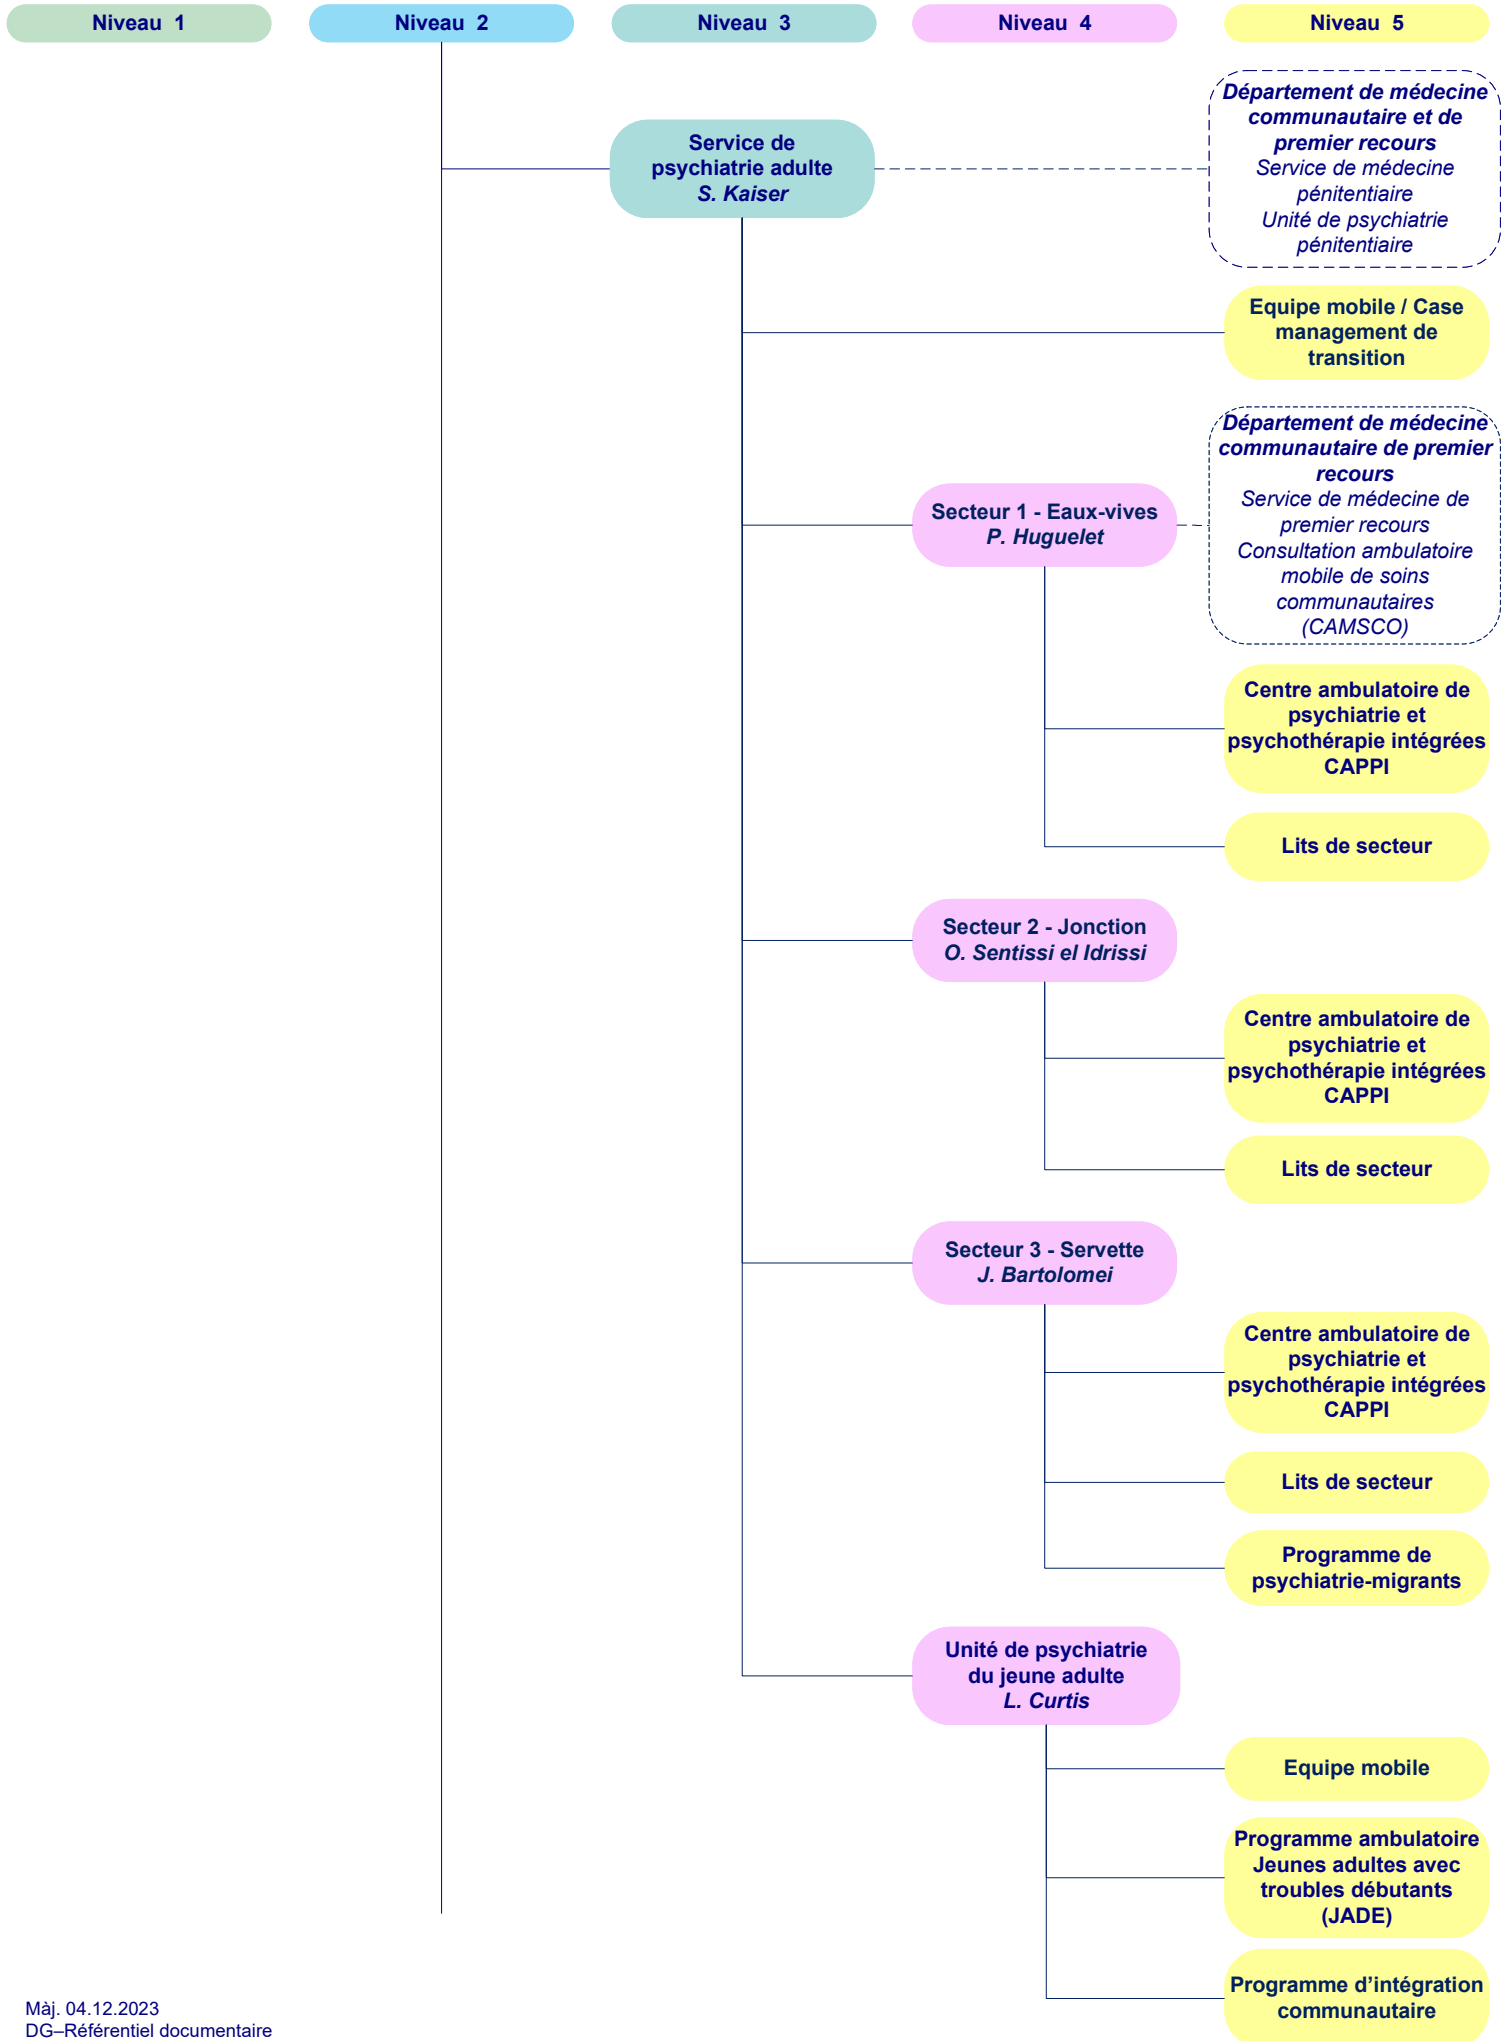 Niveau 1
Niveau 2
Niveau 3
Niveau 4
Niveau 5
Département de médecine
communautaire et de
premier recours
Service de médecine
pénitentiaire
Unité de psychiatrie
pénitentiaire
Service de
psychiatrie adulte
S. Kaiser
Equipe mobile / Case
management de
transition
Département de médecine
communautaire de premier
recours
Service de médecine de
premier recours
Consultation ambulatoire
mobile de soins
communautaires
(CAMSCO)
Secteur 1 - Eaux-vives
P. Huguelet
Centre ambulatoire de
psychiatrie et
psychothérapie intégrées
CAPPI
Lits de secteur
Secteur 2 - Jonction
O. Sentissi el Idrissi
Centre ambulatoire de
psychiatrie et
psychothérapie intégrées
CAPPI
Lits de secteur
Secteur 3 - Servette
J. Bartolomei
Centre ambulatoire de
psychiatrie et
psychothérapie intégrées
CAPPI
Lits de secteur
Programme de
psychiatrie-migrants
Unité de psychiatrie
du jeune adulte
L. Curtis
Equipe mobile
Programme ambulatoire
Jeunes adultes avec
troubles débutants
(JADE)
Programme d'intégration
communautaire
Màj. 04.12.2023
DG–Référentiel documentaire